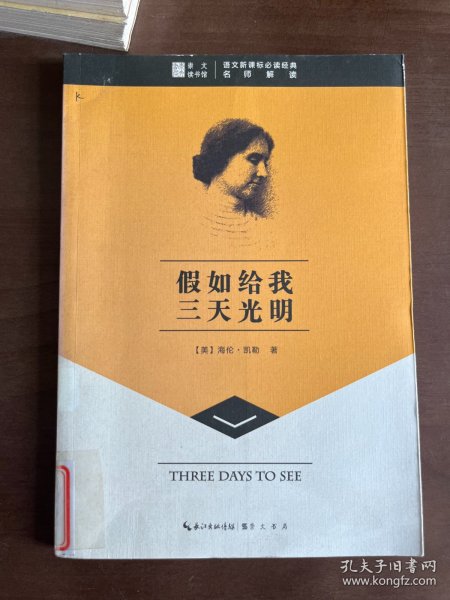 崇文
读书馆
语文新课标必读经典
名师解读
K
假如给我
三天光明
【美】海伦·凯勒 著
THREE DAYS TO SEE
长江出版传媒 崇文书局
孔夫子旧书网
www.kongfz.com